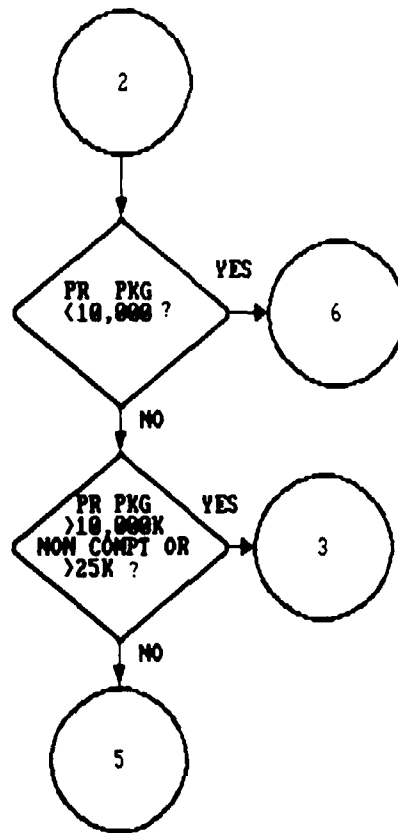 2
PR PKG
<10,000 ?
YES
6
NO
PR PKG
>10,000K
NON COMPT OR
>25K ?
YES
3
NO
5